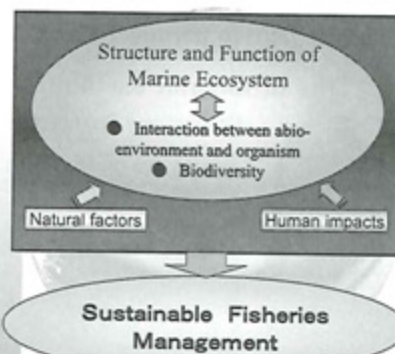 Structure and Function of
Marine Ecosystem
● Interaction between abio-
environment and organism
● Biodiversity
Natural factors
Human impacts
Sustainable Fisheries
Management